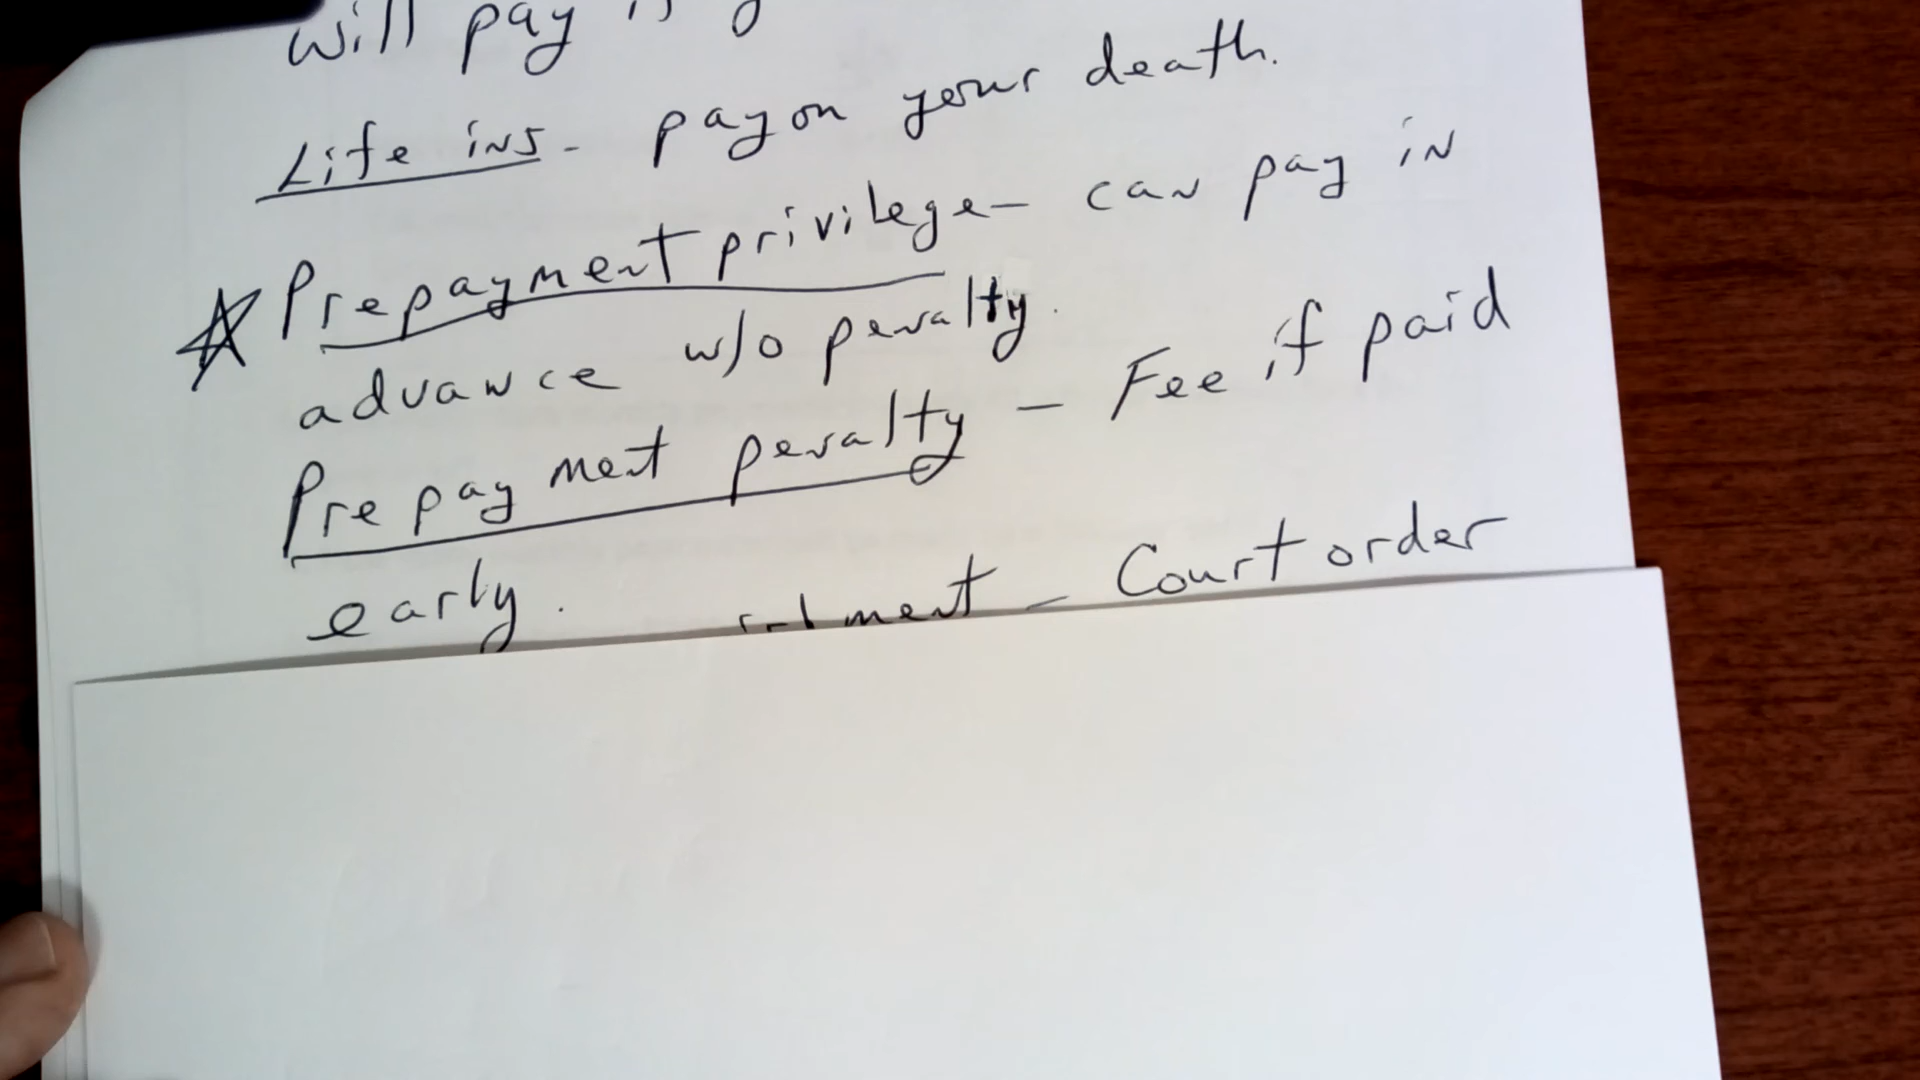 will pay
Life ins - pay on your death.
Prepayment privilege - can pay in
advance w/o penalty.
Prepayment penalty - Fee if paid
early.
- Court order